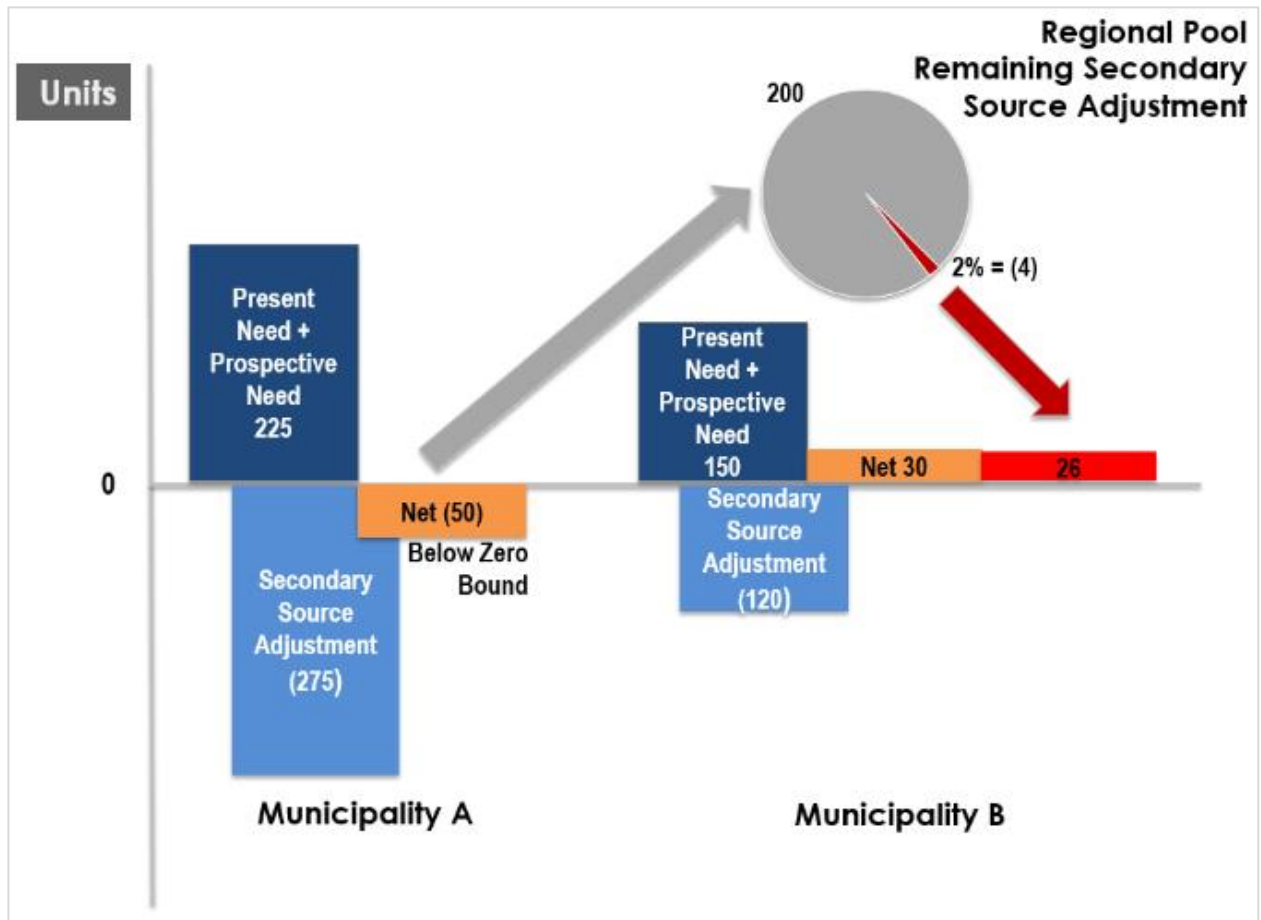 Regional Pool
Remaining Secondary
Source Adjustment
Units
200
2% = (4)
Present
Need +
Prospective
Need
225
Present
Need +
Prospective
Need
150
0
Net (50)
Net 30
26
Below Zero
Bound
Secondary
Source
Adjustment
(275)
Secondary
Source
Adjustment
(120)
Municipality A
Municipality B